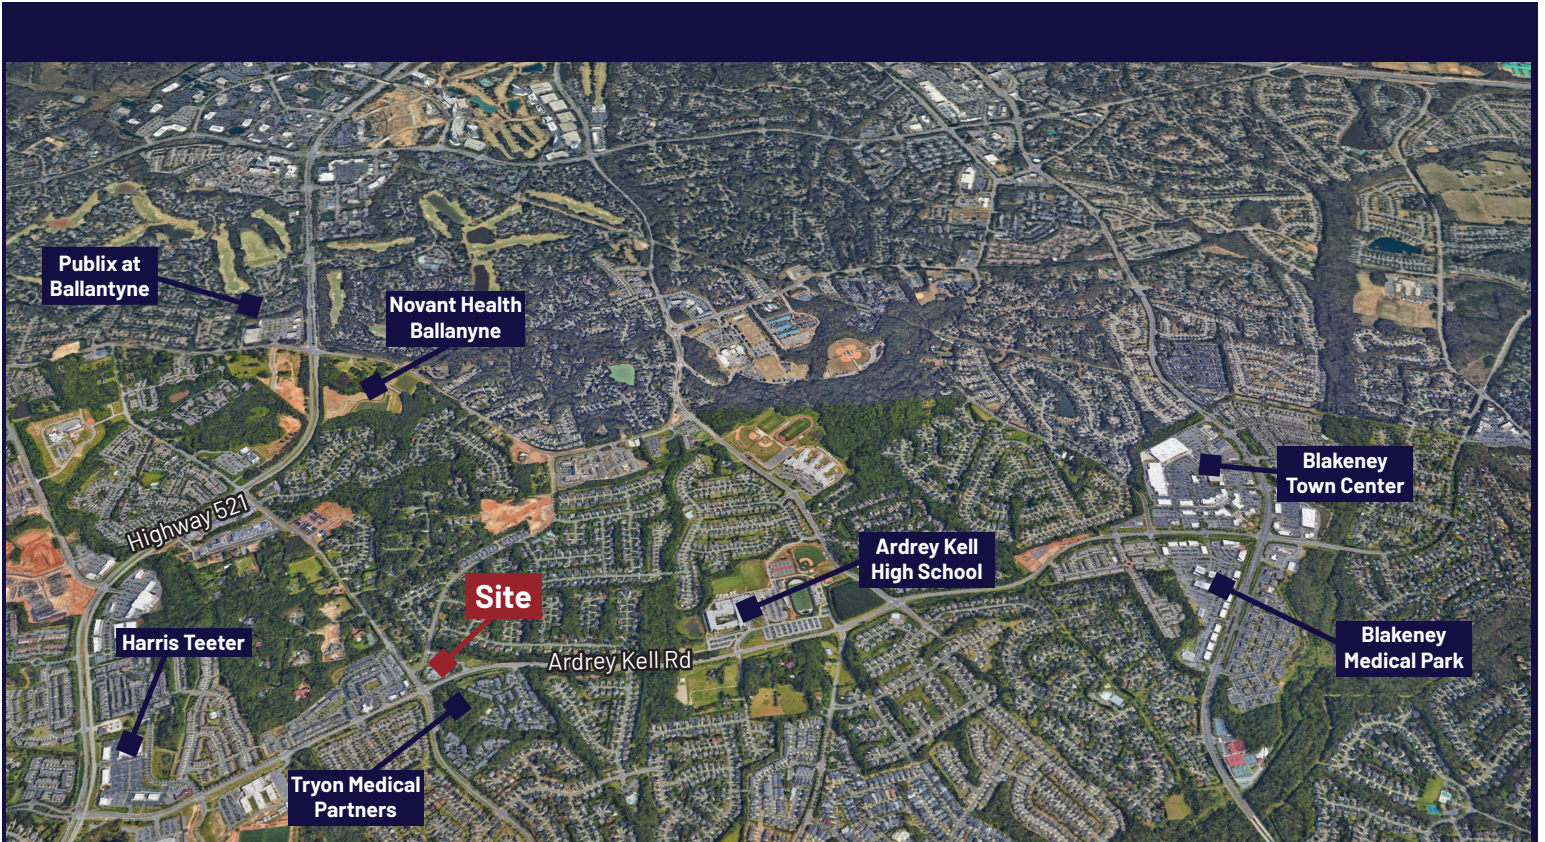 Publix at
Ballantyne
Novant Health
Ballanyne
Highway 521
Blakeney
Town Center
Ardrey Kell
High School
Site
Harris Teeter
Ardrey Kell Rd
Blakeney
Medical Park
Tryon Medical
Partners